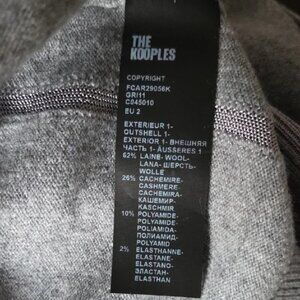 THE
KOOPLES
COPYRIGHT
FCAR29056K
GRI11
C045010
EU 2
EXTERIEUR 1-
OUTSHELL 1-
EXTERIOR 1- ВНЕШНЯЯ
ЧАСТЬ 1- ÄUSSERES 1
62% LAINE- WOOL-
LANA- ШЕРСТЬ-
WOLLE
26% CACHEMIRE-
CASHMERE-
CACHEMIRA-
КАШЕМИР-
KASCHMIR
10% POLYAMIDE-
POLYAMIDE-
POLIAMIDA-
ПОЛИАМИД-
POLYAMID
2% ELASTHANNE-
ELASTANE-
ELASTANO-
ЭЛАСТАН-
ELASTHAN